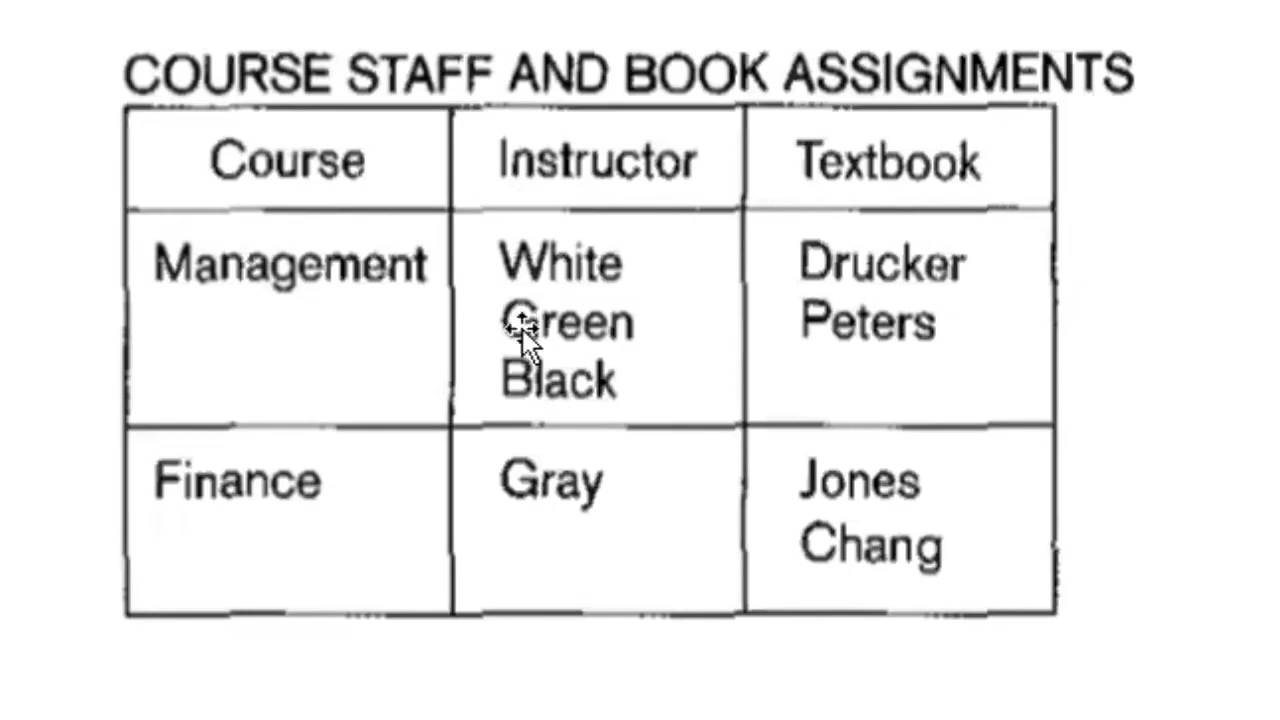 COURSE STAFF AND BOOK ASSIGNMENTS
Course Instructor Textbook
Management White Drucker
Green Peters
Black
Finance Gray Jones
Chang